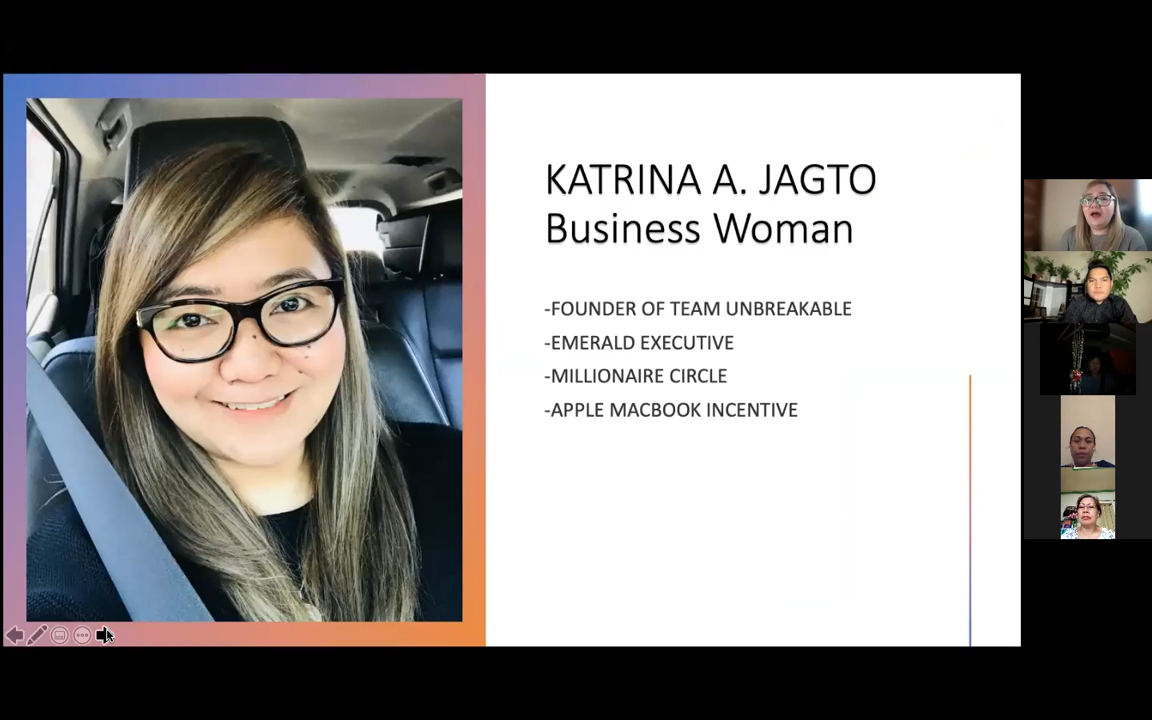 KATRINA A. JAGTO
Business Woman
-FOUNDER OF TEAM UNBREAKABLE
-EMERALD EXECUTIVE
-MILLIONAIRE CIRCLE
-APPLE MACBOOK INCENTIVE